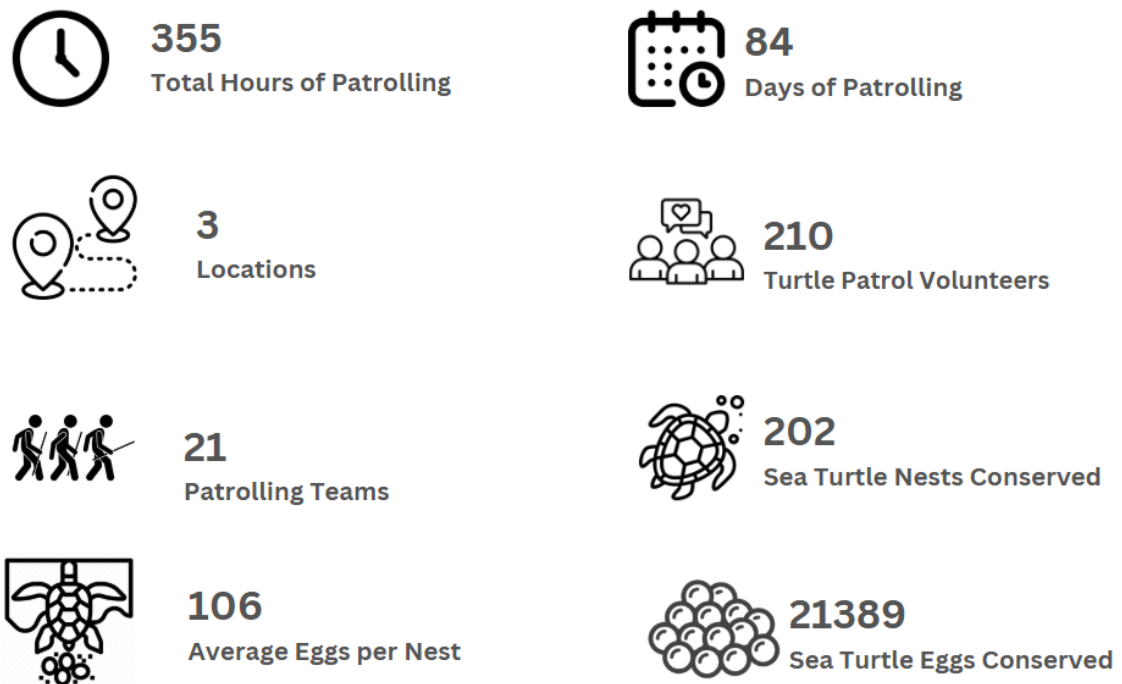 355
Total Hours of Patrolling
84
Days of Patrolling
3
Locations
210
Turtle Patrol Volunteers
21
Patrolling Teams
202
Sea Turtle Nests Conserved
106
Average Eggs per Nest
21389
Sea Turtle Eggs Conserved